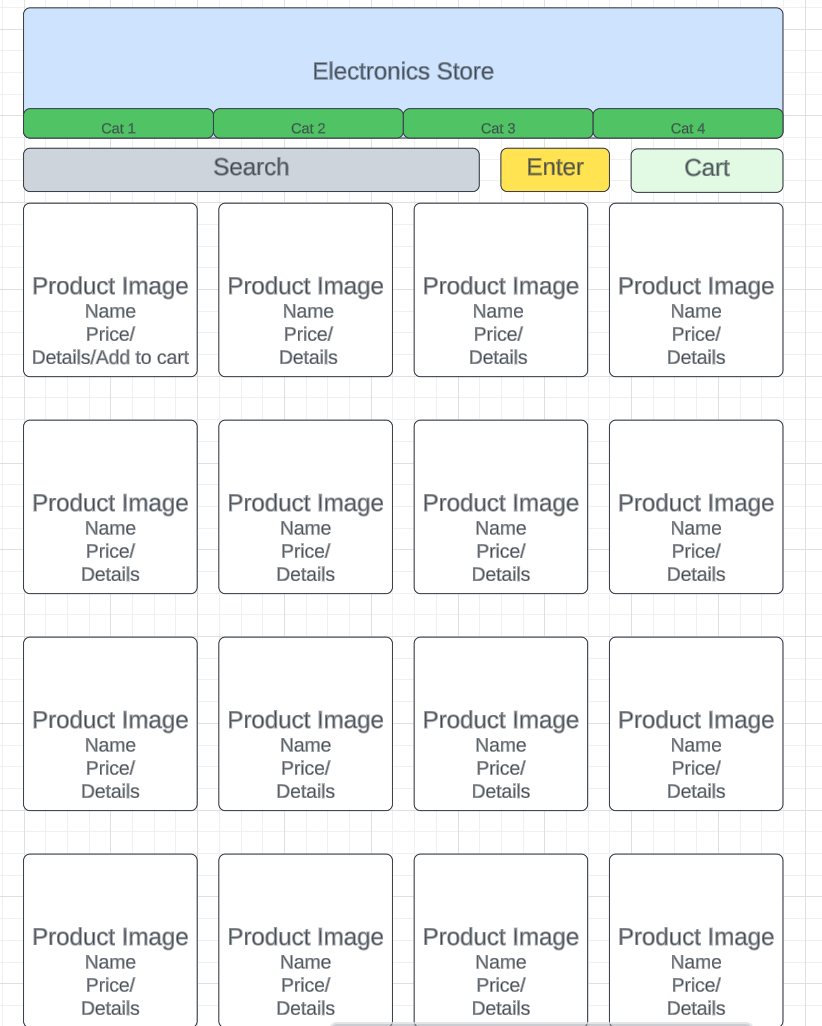 Electronics Store
Cat 1 Cat 2 Cat 3 Cat 4
Search Enter Cart
Product Image Product Image Product Image Product Image
Name Name Name Name
Price/ Price/ Price/ Price/
Details/Add to cart Details Details Details
Product Image Product Image Product Image Product Image
Name Name Name Name
Price/ Price/ Price/ Price/
Details Details Details Details
Product Image Product Image Product Image Product Image
Name Name Name Name
Price/ Price/ Price/ Price/
Details Details Details Details
Product Image Product Image Product Image Product Image
Name Name Name Name
Price/ Price/ Price/ Price/
Details Details Details Details